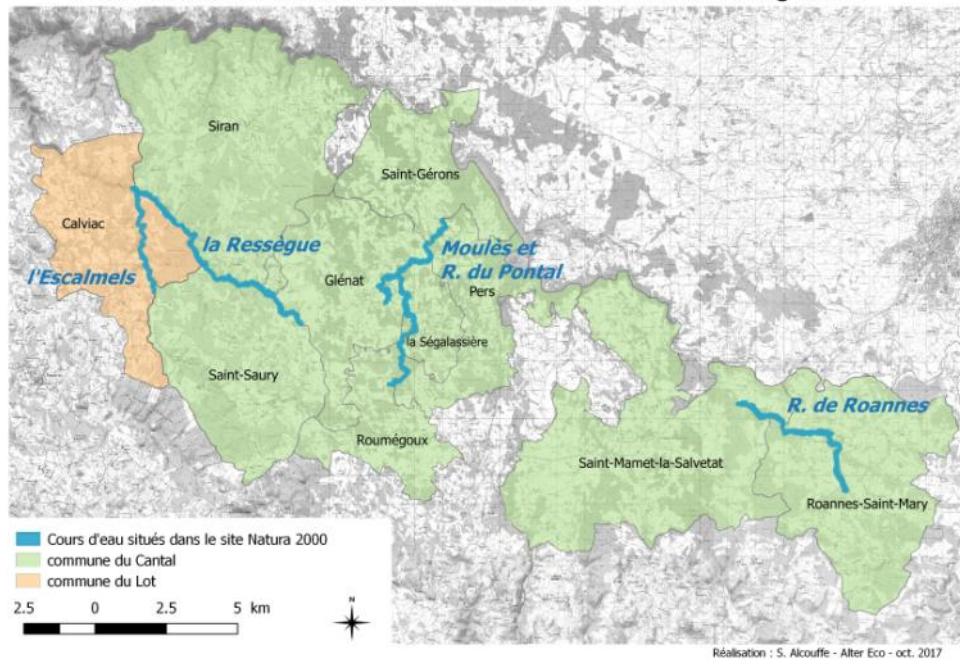 Siran
Saint-Gérons
Calviac
la Ressègue
Moulès et
R. du Pontal
l'Escalmels
Glénat
Pers
la Ségalassière
Saint-Saury
R. de Roannes
Roumégoux
Saint-Mamet-la-Salvetat
Roannes-Saint-Mary
Cours d'eau situés dans le site Natura 2000
commune du Cantal
commune du Lot
2.5 0 2.5 5 km
N
Réalisation : S. Alcouffe - Alter Eco - oct. 2017